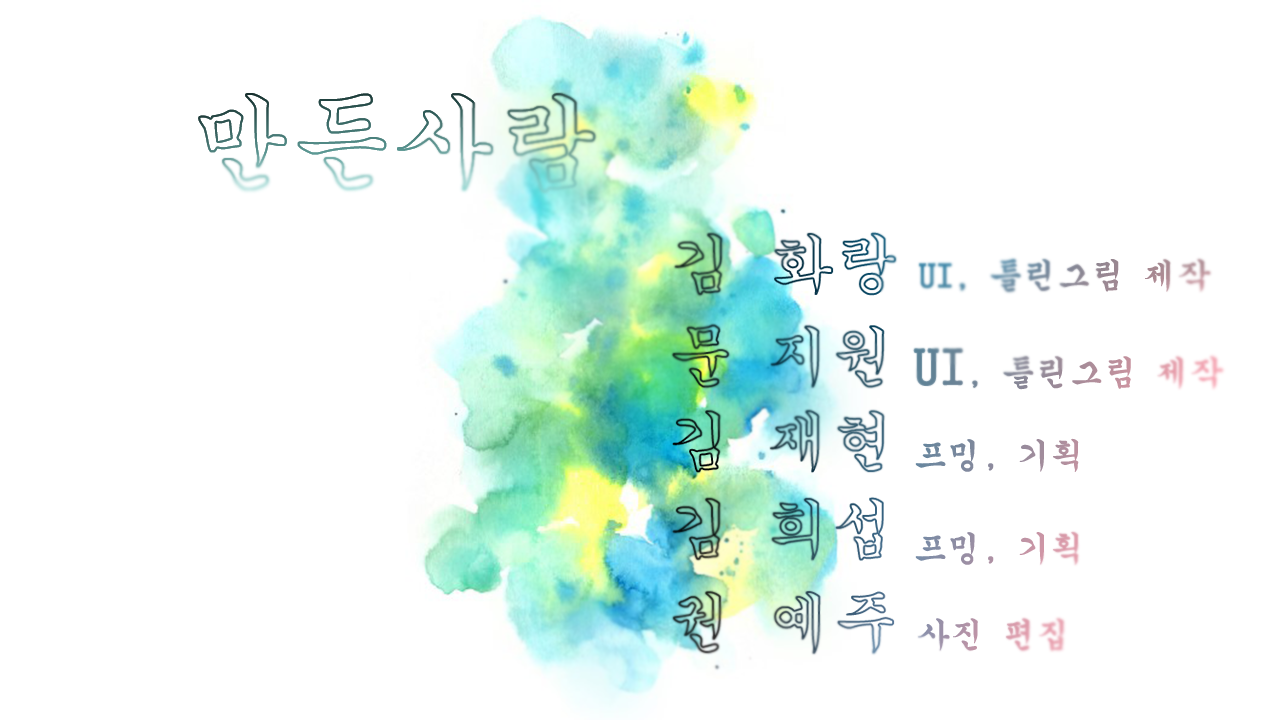 만든사람
김 화랑 UI, 틀린그림 제작
문 지원 UI, 틀린그림 제작
김 재현 프밍, 기획
김 희섭 프밍, 기획
권 예주 사진 편집